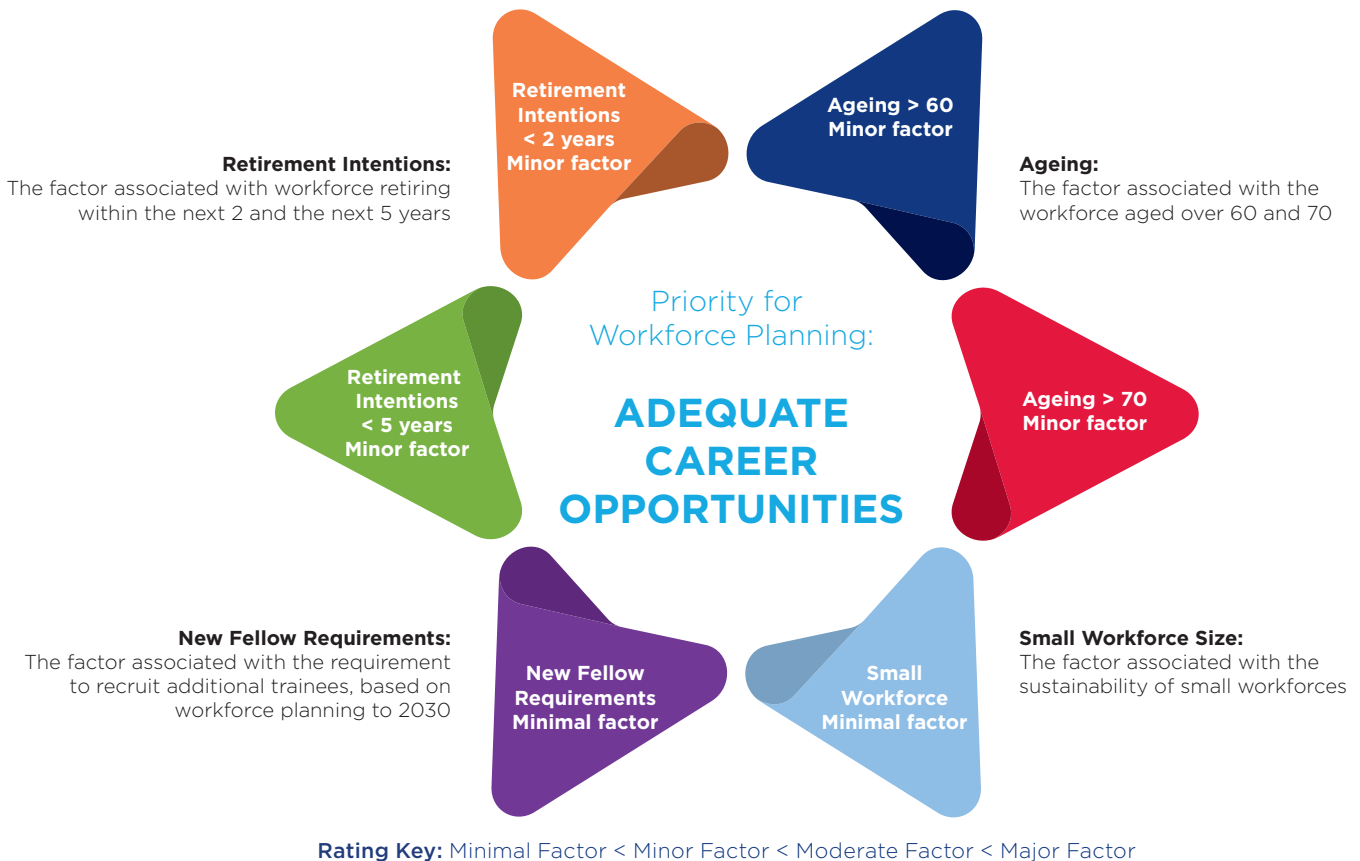 Retirement
Intentions
< 2 years
Minor factor
Ageing > 60
Minor factor
Retirement Intentions:
The factor associated with workforce retiring
within the next 2 and the next 5 years
Ageing:
The factor associated with the
workforce aged over 60 and 70
Priority for
Workforce Planning:
ADEQUATE
CAREER
OPPORTUNITIES
Retirement
Intentions
< 5 years
Minor factor
Ageing > 70
Minor factor
New Fellow Requirements:
The factor associated with the requirement
to recruit additional trainees, based on
workforce planning to 2030
New Fellow
Requirements
Minimal factor
Small
Workforce
Minimal factor
Small Workforce Size:
The factor associated with the
sustainability of small workforces
Rating Key: Minimal Factor < Minor Factor < Moderate Factor < Major Factor